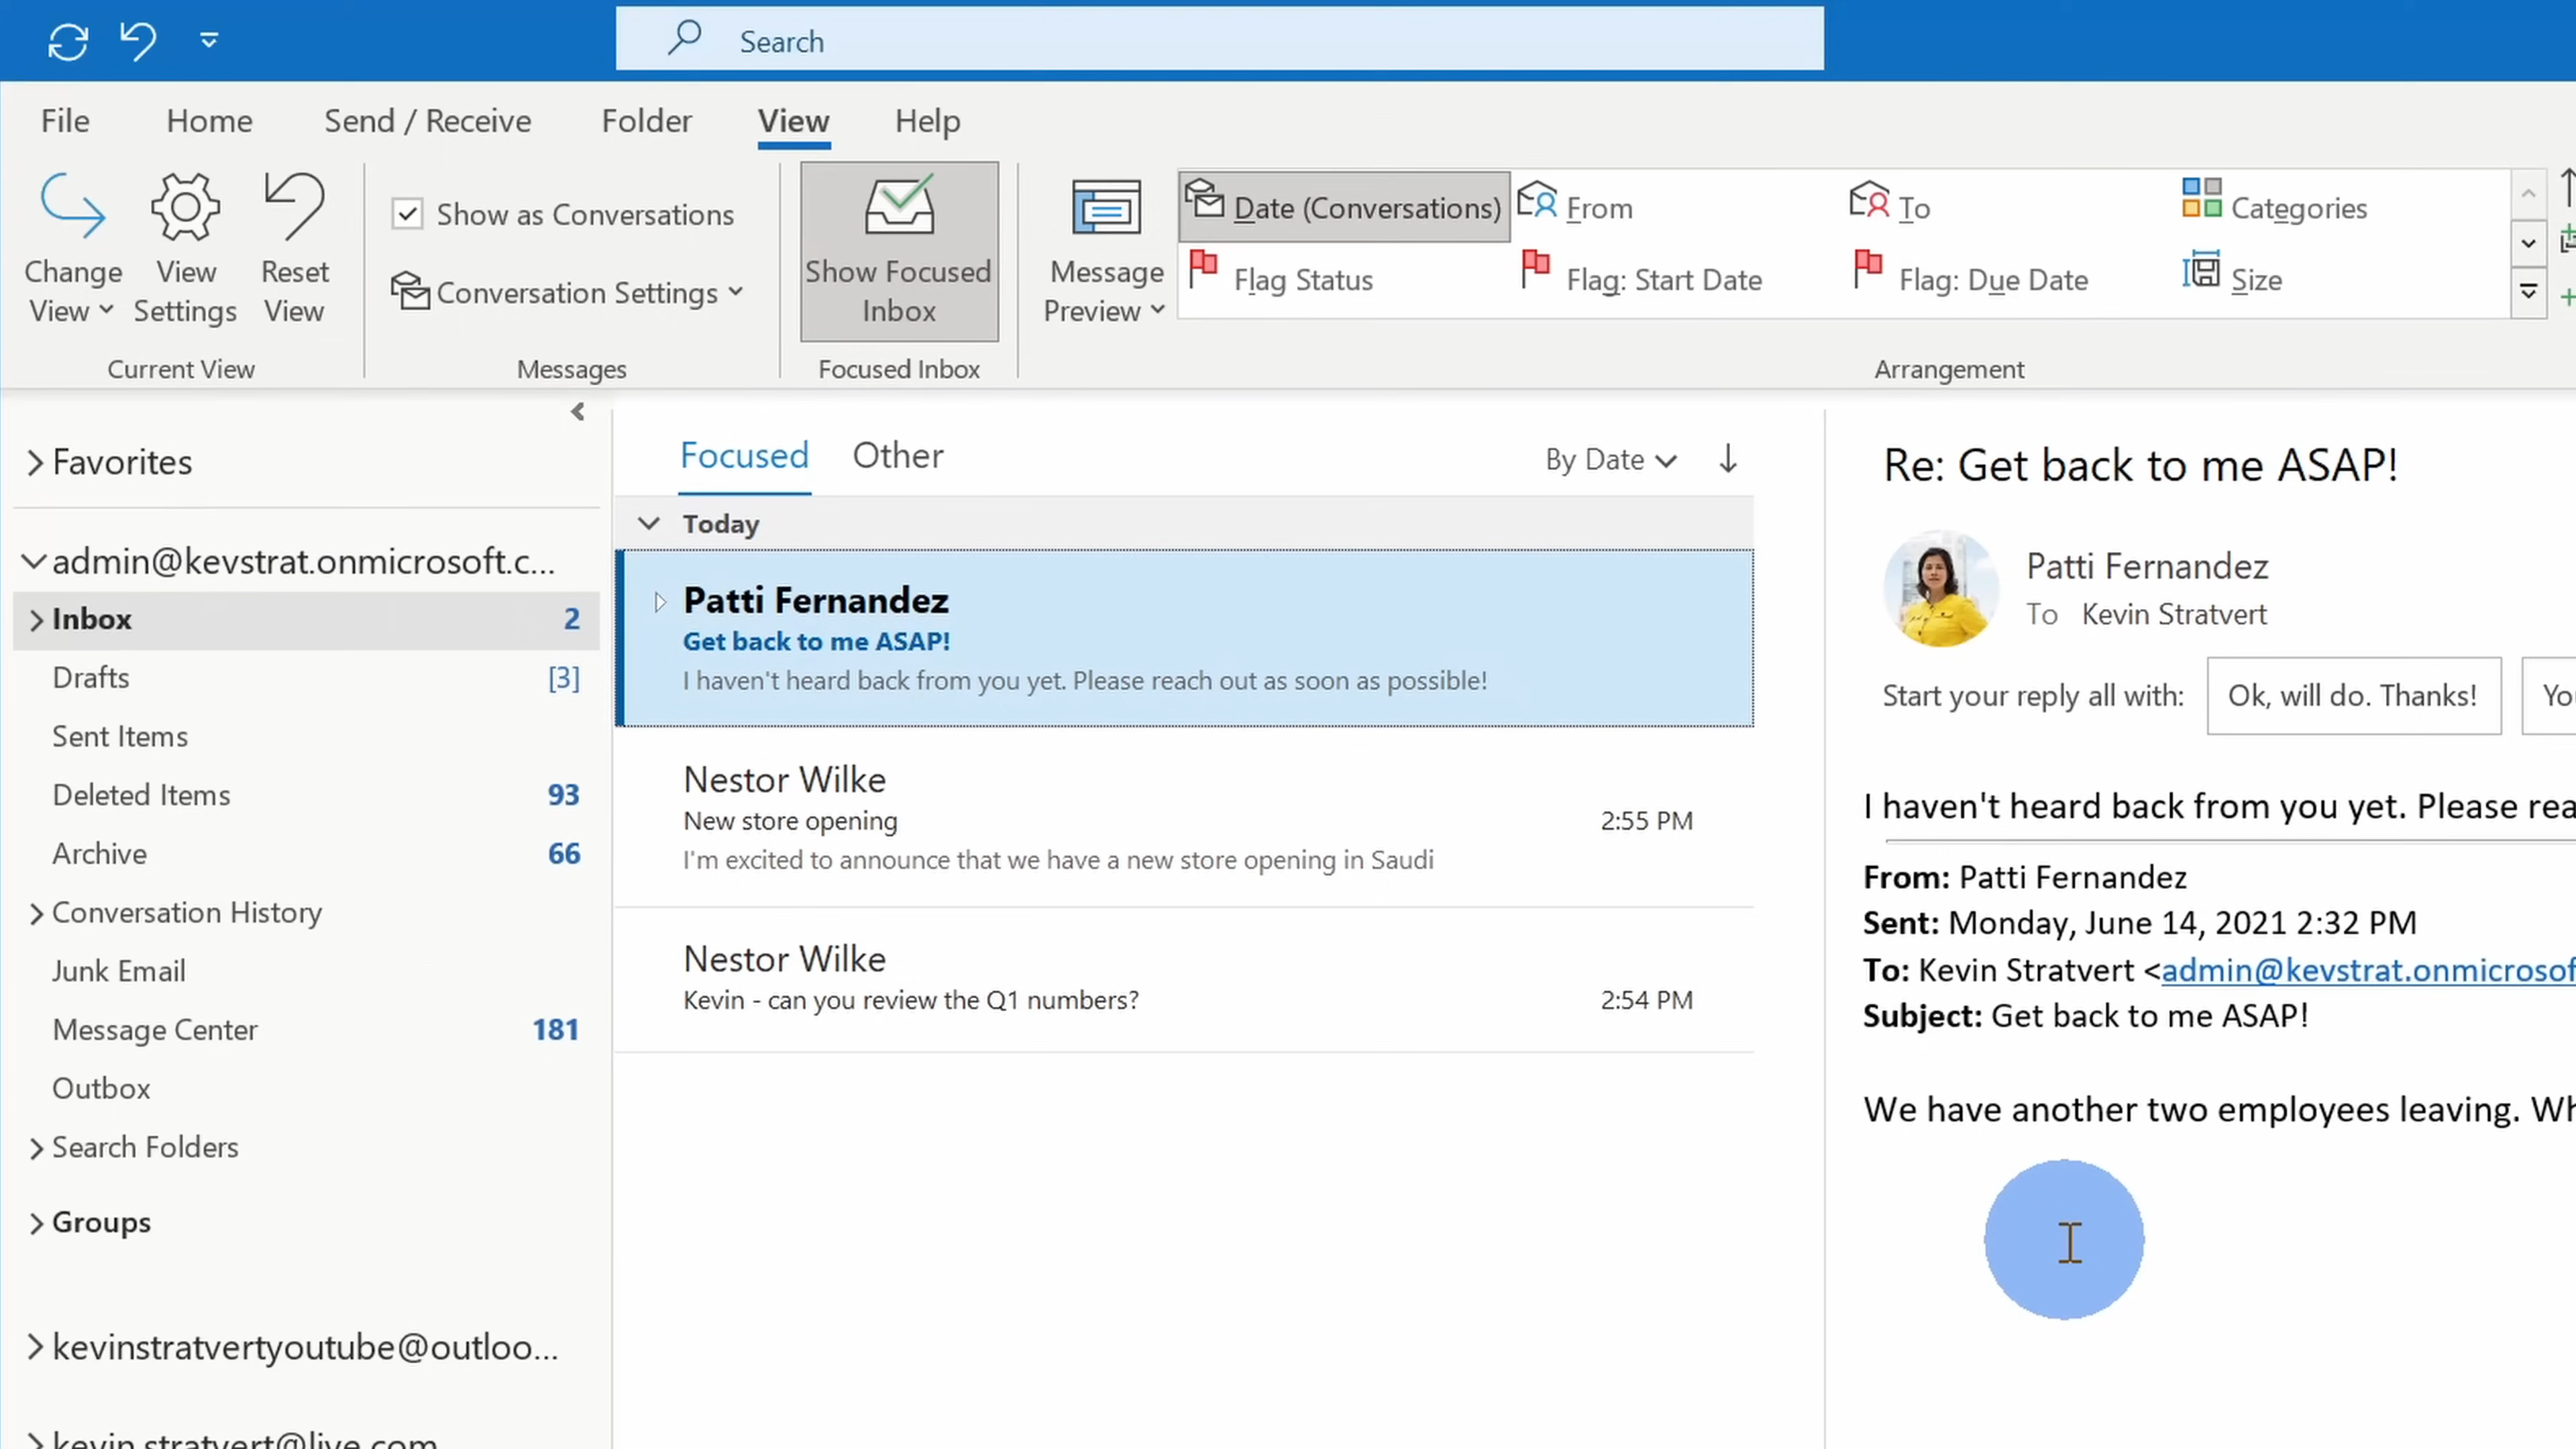 Search
File Home Send / Receive Folder View Help
Change View
View Settings
Reset View
Current View
Show as Conversations
Conversation Settings
Messages
Show Focused Inbox
Focused Inbox
Message Preview
Date (Conversations) From To Categories
Flag Status Flag: Start Date Flag: Due Date Size
Arrangement
Favorites
admin@kevstrat.onmicrosoft.c...
Inbox 2
Drafts [3]
Sent Items
Deleted Items 93
Archive 66
Conversation History
Junk Email
Message Center 181
Outbox
Search Folders
Groups
kevinstratvertyoutube@outloo...
kevin.stratvert@live.com
Focused Other By Date
Today
Patti Fernandez
Get back to me ASAP!
I haven't heard back from you yet. Please reach out as soon as possible!
Nestor Wilke
New store opening 2:55 PM
I'm excited to announce that we have a new store opening in Saudi
Nestor Wilke
Kevin - can you review the Q1 numbers? 2:54 PM
Re: Get back to me ASAP!
Patti Fernandez
To Kevin Stratvert
Start your reply all with: Ok, will do. Thanks!
I haven't heard back from you yet. Please
From: Patti Fernandez
Sent: Monday, June 14, 2021 2:32 PM
To: Kevin Stratvert <admin@kevstrat.onmicrosof
Subject: Get back to me ASAP!
We have another two employees leaving.